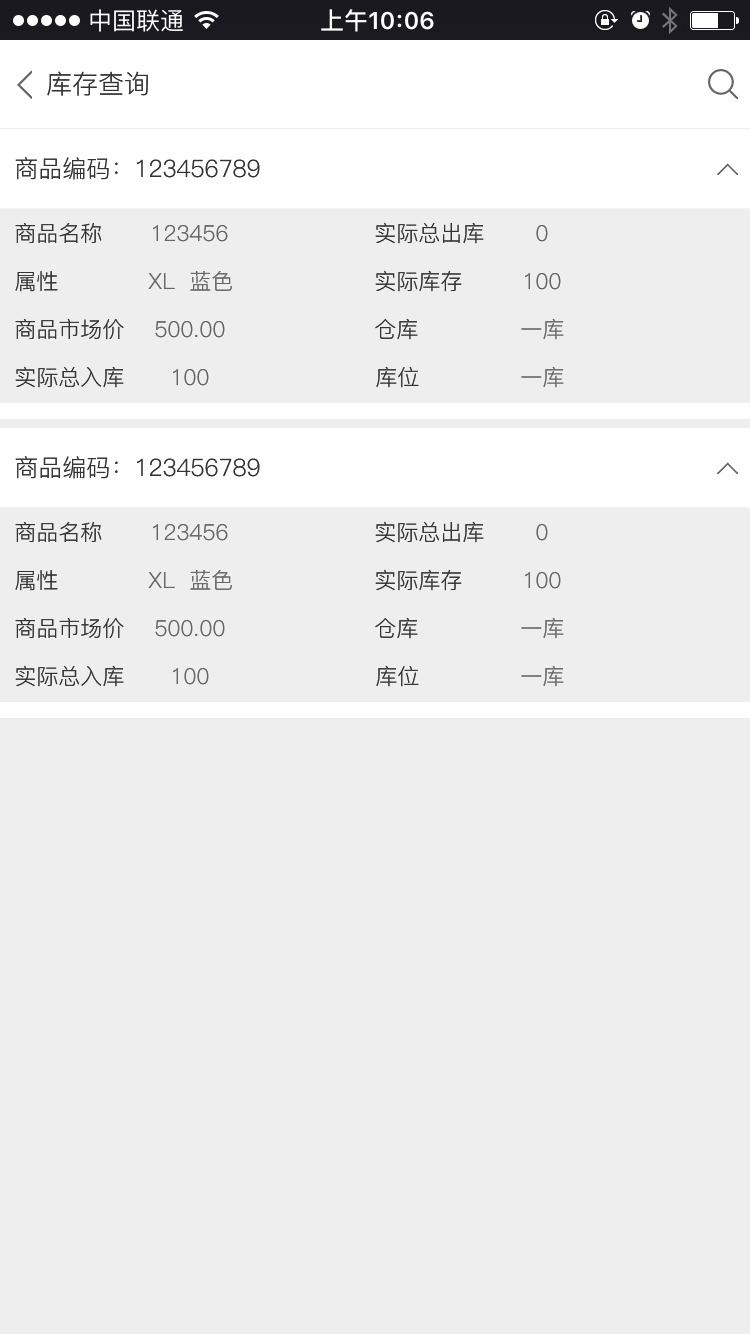 中国联通 上午10:06
库存查询
商品编码：123456789
商品名称 123456 实际总出库 0
属性 XL 蓝色 实际库存 100
商品市场价 500.00 仓库 一库
实际总入库 100 库位 一库
商品编码：123456789
商品名称 123456 实际总出库 0
属性 XL 蓝色 实际库存 100
商品市场价 500.00 仓库 一库
实际总入库 100 库位 一库